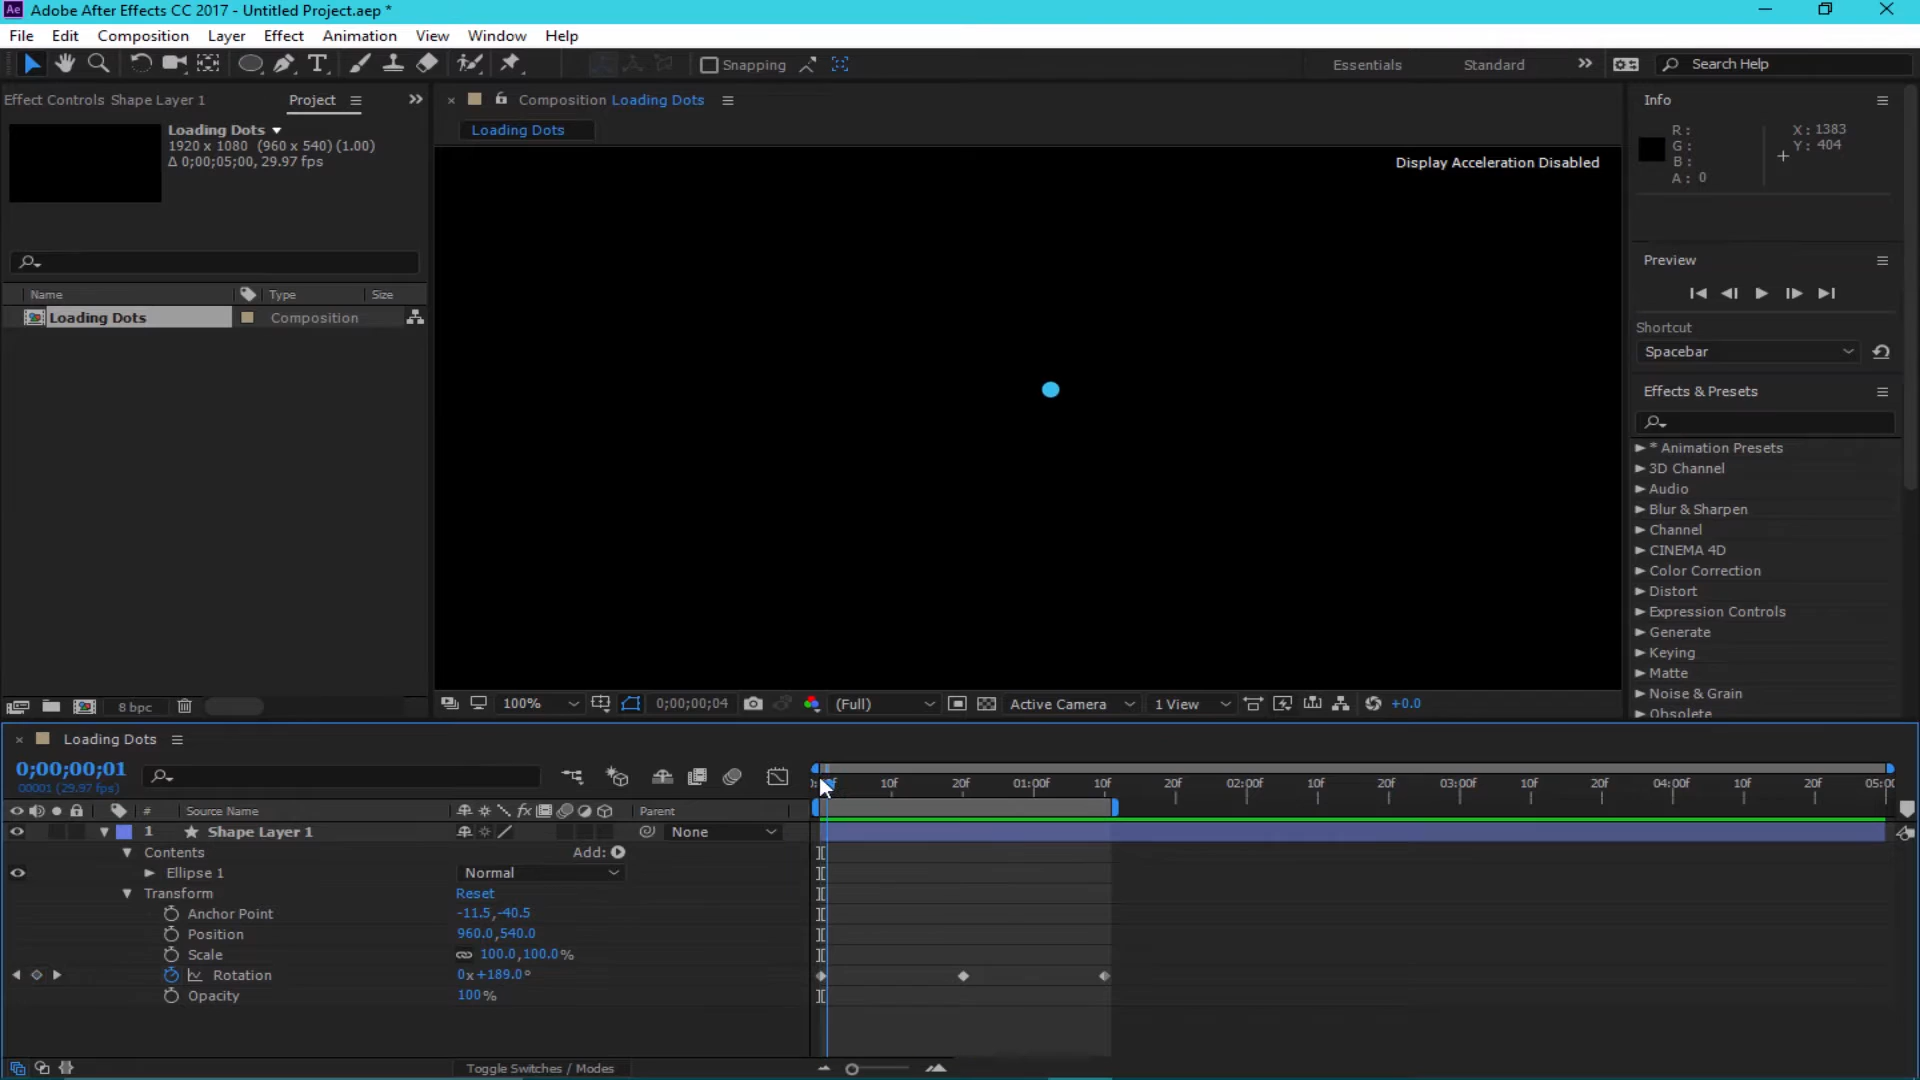 Ae Adobe After Effects CC 2017 - Untitled Project.aep *
File Edit Composition Layer Effect Animation View Window Help
Snapping Essentials Standard Search Help
Effect Controls Shape Layer 1 Project
Loading Dots
1920 x 1080 (960 x 540) (1.00)
Δ 0;00;05;00, 29.97 fps
Name Type Size
Loading Dots Composition
8 bpc
Composition Loading Dots
Loading Dots
Display Acceleration Disabled
100% 0;00;00;04 (Full) Active Camera 1 View +0.0
Info
R:
G:
B:
A: 0
X: 1383
Y: 404
Preview
Shortcut
Spacebar
Effects & Presets
* Animation Presets
3D Channel
Audio
Blur & Sharpen
Channel
CINEMA 4D
Color Correction
Distort
Expression Controls
Generate
Keying
Matte
Noise & Grain
Obsolete
Loading Dots
0;00;00;01
00001 (29.97 fps)
10f 20f 01:00f 10f 20f 02:00f 10f 20f 03:00f 10f 20f 04:00f 10f 20f 05:00
# Source Name fx Parent
1 Shape Layer 1 None
Contents Add:
Ellipse 1 Normal
Transform Reset
Anchor Point -11.5,-40.5
Position 960.0,540.0
Scale 100.0,100.0%
Rotation 0x+189.0°
Opacity 100%
Toggle Switches / Modes